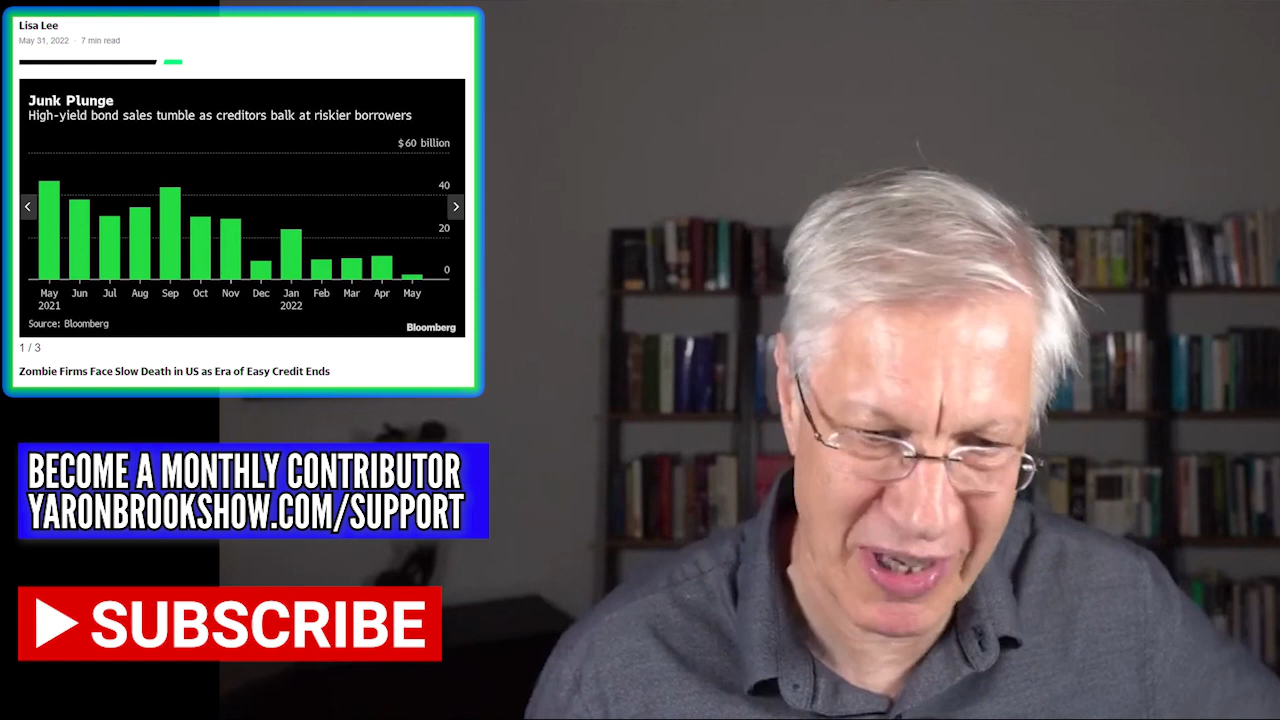 Lisa Lee
May 31, 2022 · 7 min read
Junk Plunge
High-yield bond sales tumble as creditors balk at riskier borrowers
$60 billion
40
20
0
May Jun Jul Aug Sep Oct Nov Dec Jan Feb Mar Apr May
2021 2022
Source: Bloomberg
Bloomberg
1 / 3
Zombie Firms Face Slow Death in US as Era of Easy Credit Ends
BECOME A MONTHLY CONTRIBUTOR
YARONBROOKSHOW.COM/SUPPORT
SUBSCRIBE